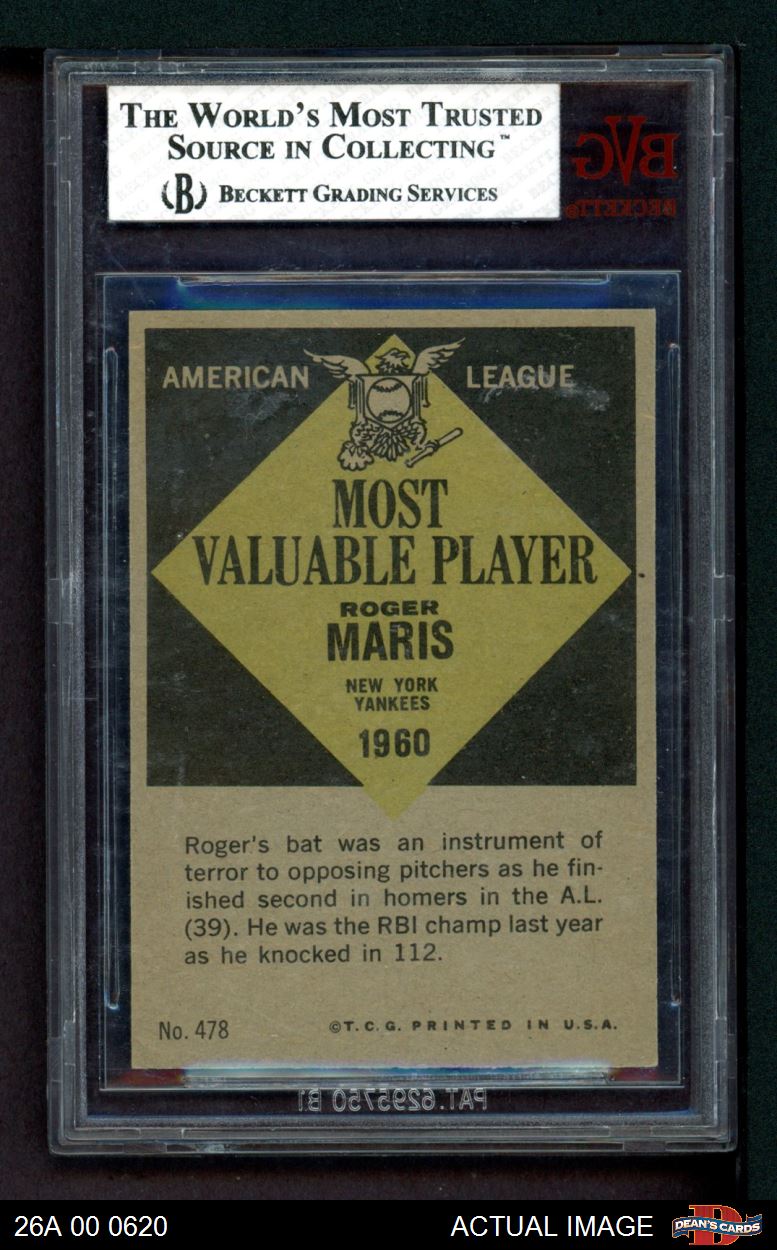 THE WORLD'S MOST TRUSTED
SOURCE IN COLLECTING™
(B) BECKETT GRADING SERVICES
BVG
BECKETT®
AMERICAN LEAGUE
MOST
VALUABLE PLAYER
ROGER
MARIS
NEW YORK
YANKEES
1960
Roger's bat was an instrument of
terror to opposing pitchers as he fin-
ished second in homers in the A.L.
(39). He was the RBI champ last year
as he knocked in 112.
No. 478 ©T.C.G. PRINTED IN U.S.A.
PAT.6295750 B1
26A 00 0620 ACTUAL IMAGE D DEAN'S CARDS